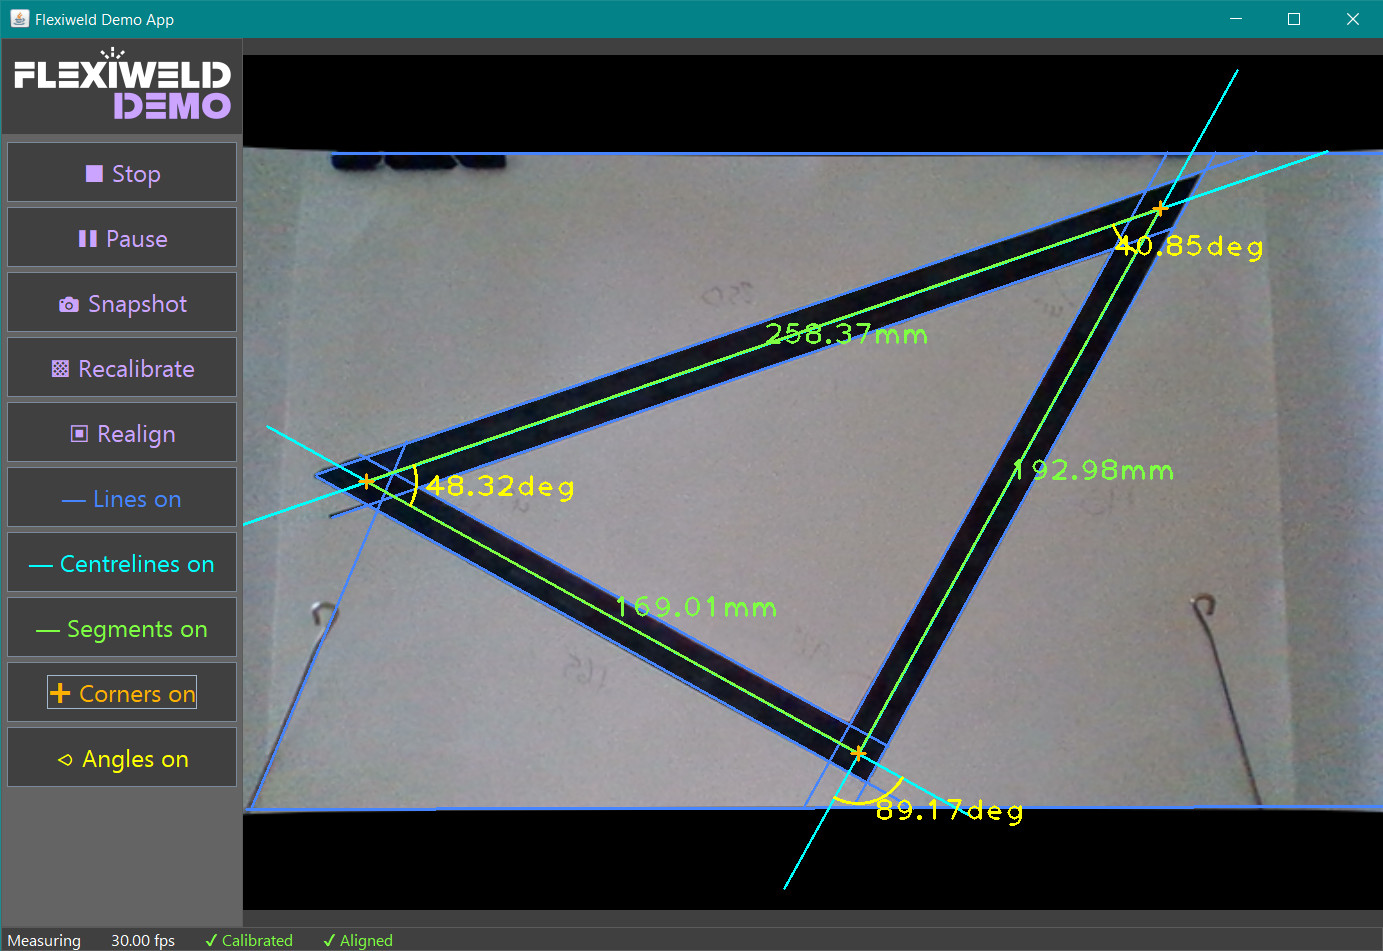 Flexiweld Demo App
FLEXIWELD
DEMO
Stop
Pause
Snapshot
Recalibrate
Realign
Lines on
Centrelines on
Segments on
Corners on
Angles on
40.85deg
258.37mm
192.98mm
48.32deg
169.01mm
89.17deg
Measuring 30.00 fps ✓ Calibrated ✓ Aligned